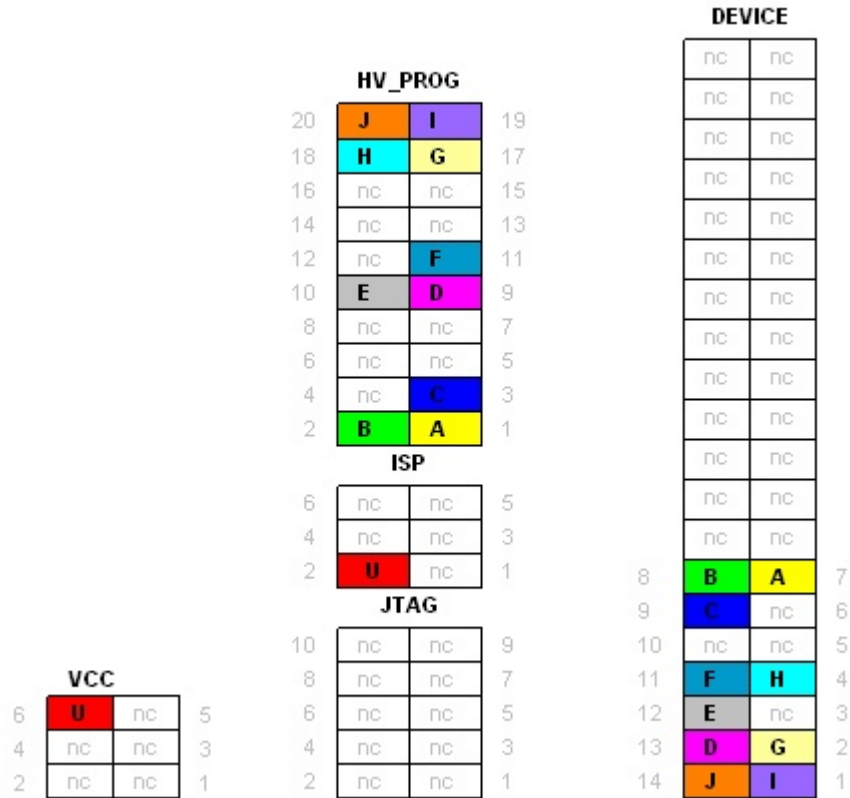 DEVICE
nc nc
nc nc
nc nc
nc nc
nc nc
nc nc
nc nc
nc nc
nc nc
nc nc
nc nc
nc nc
nc nc
8 B A 7
9 C nc 6
10 nc nc 5
11 F H 4
12 E nc 3
13 D G 2
14 J I 1
HV_PROG
20 J I 19
18 H G 17
16 nc nc 15
14 nc nc 13
12 nc F 11
10 E D 9
8 nc nc 7
6 nc nc 5
4 nc C 3
2 B A 1
ISP
6 nc nc 5
4 nc nc 3
2 U nc 1
JTAG
10 nc nc 9
8 nc nc 7
6 nc nc 5
4 nc nc 3
2 nc nc 1
VCC
6 U nc 5
4 nc nc 3
2 nc nc 1